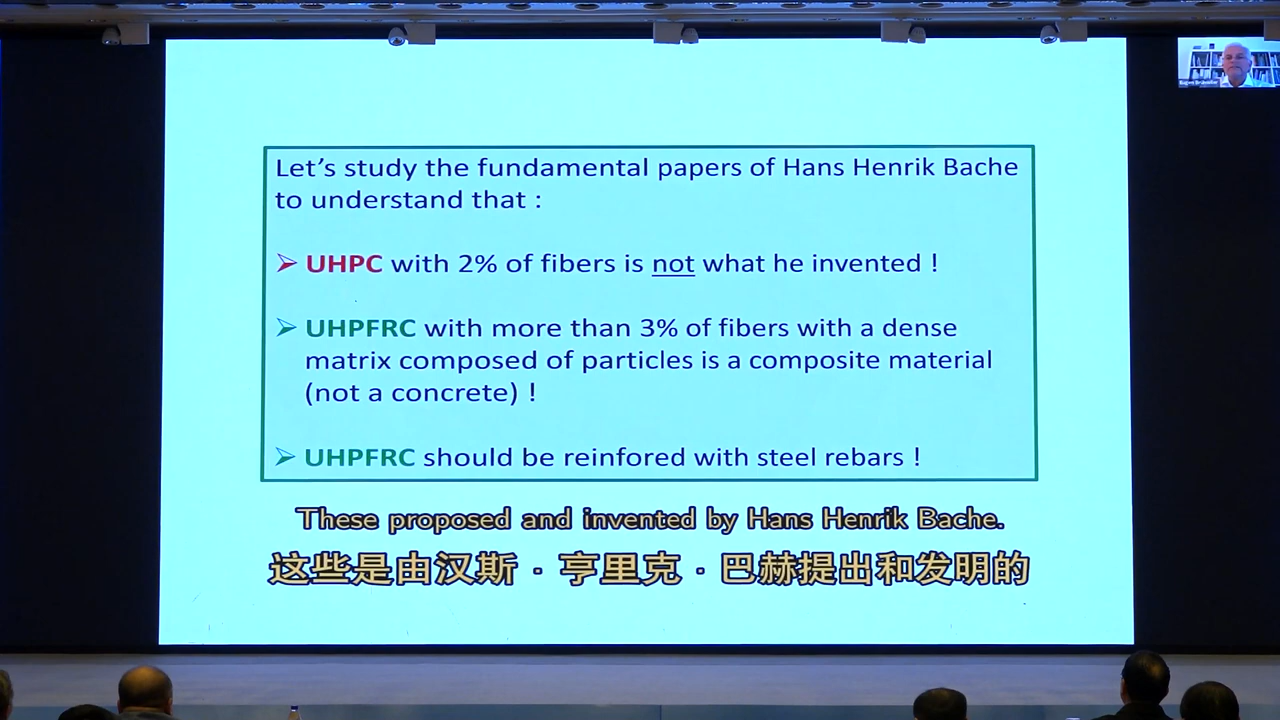 Let's study the fundamental papers of Hans Henrik Bache
to understand that :
➢ UHPC with 2% of fibers is not what he invented !
➢ UHPFRC with more than 3% of fibers with a dense
matrix composed of particles is a composite material
(not a concrete) !
➢ UHPFRC should be reinfored with steel rebars !
These proposed and invented by Hans Henrik Bache.
这些是由汉斯·亨里克·巴赫提出和发明的